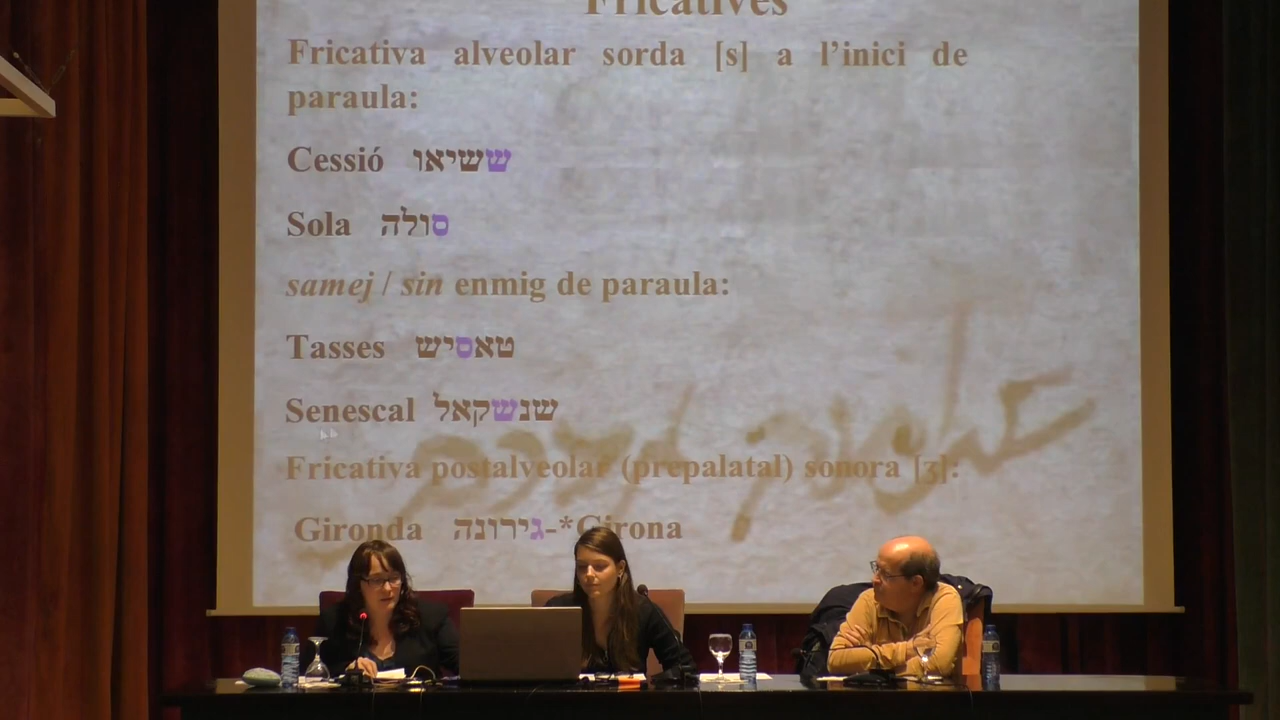 Fricatives
Fricativa alveolar sorda [s] a l’inici de
paraula:
Cessió ששיאו
Sola סולה
samej / sin enmig de paraula:
Tasses טאסיש
Senescal שנשקאל
Fricativa postalveolar (prepalatal) sonora [ʒ]:
Gironda גירונה-*Girona